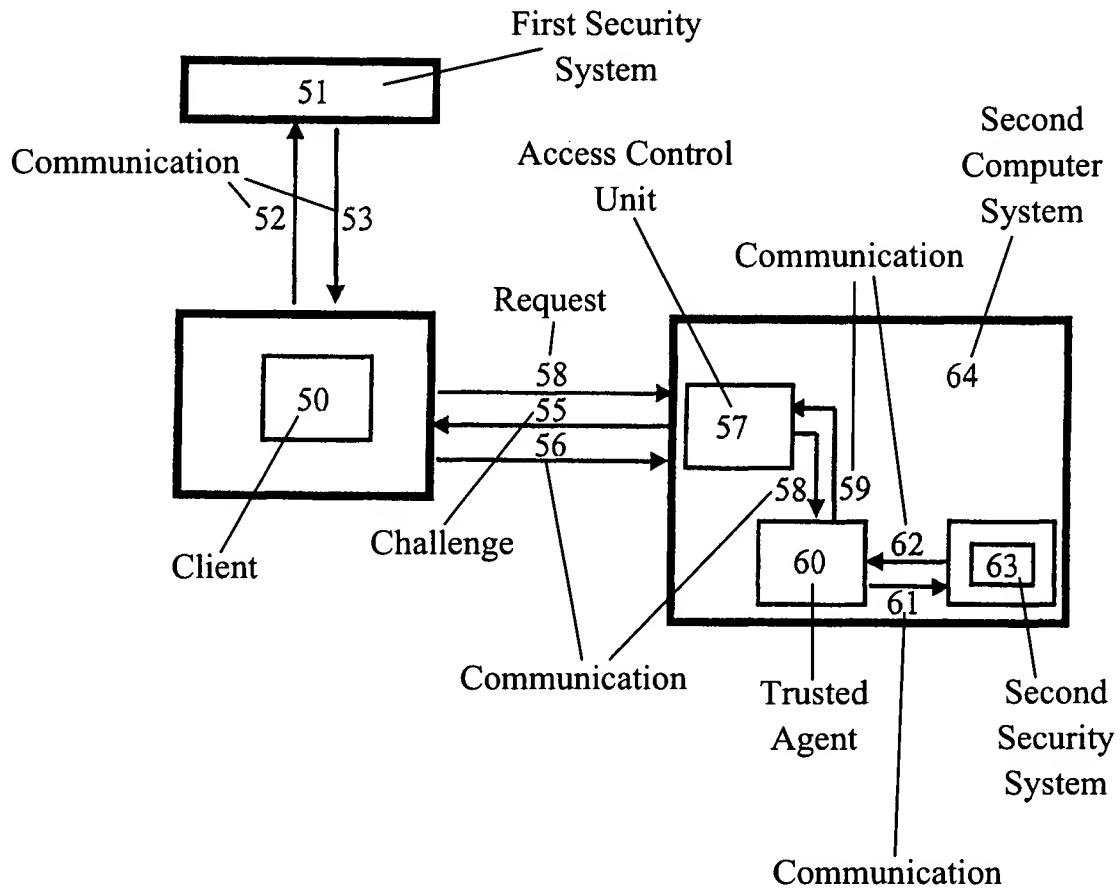 First Security
System
51
Communication
52
53
Access Control
Unit
Second
Computer
System
Communication
Request
58
55
56
50
57
64
58
59
Challenge
Client
60
62
61
63
Communication
Trusted
Agent
Second
Security
System
Communication